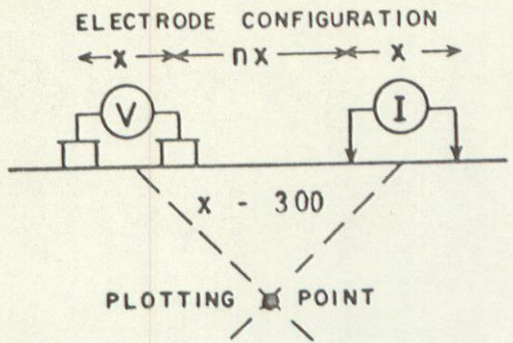 ELECTRODE CONFIGURATION
x nx x
V I
x - 300
PLOTTING POINT